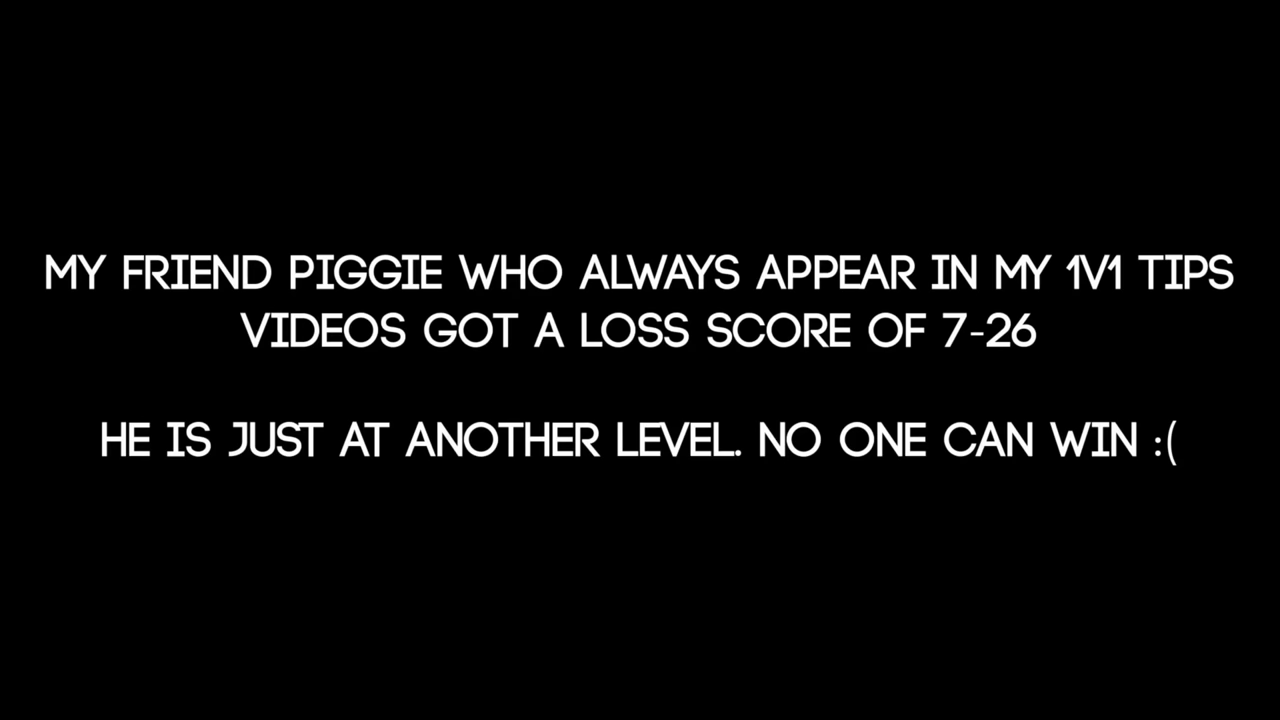 MY FRIEND PIGGIE WHO ALWAYS APPEAR IN MY 1V1 TIPS
VIDEOS GOT A LOSS SCORE OF 7-26
HE IS JUST AT ANOTHER LEVEL. NO ONE CAN WIN :(